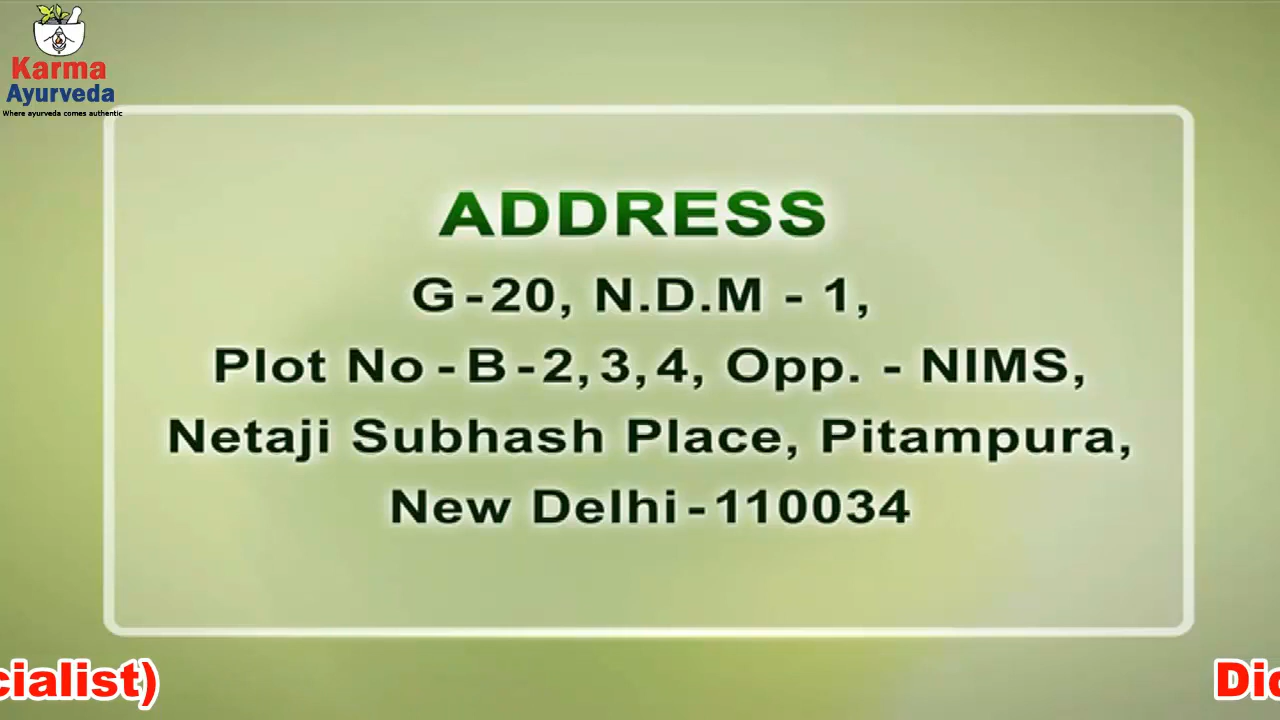 Karma
Ayurveda
Where ayurveda comes authentic
ADDRESS
G-20, N.D.M - 1,
Plot No-B-2,3,4, Opp. - NIMS,
Netaji Subhash Place, Pitampura,
New Delhi-110034
cialist)